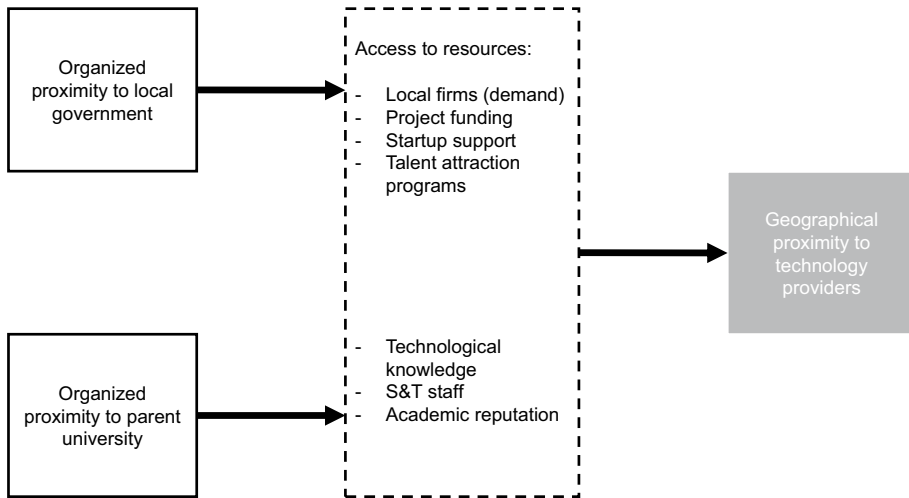 Organized
proximity to local
government
Access to resources:
- Local firms (demand)
- Project funding
- Startup support
- Talent attraction
programs
Geographical
proximity to
technology
providers
Organized
proximity to parent
university
- Technological
knowledge
- S&T staff
- Academic reputation